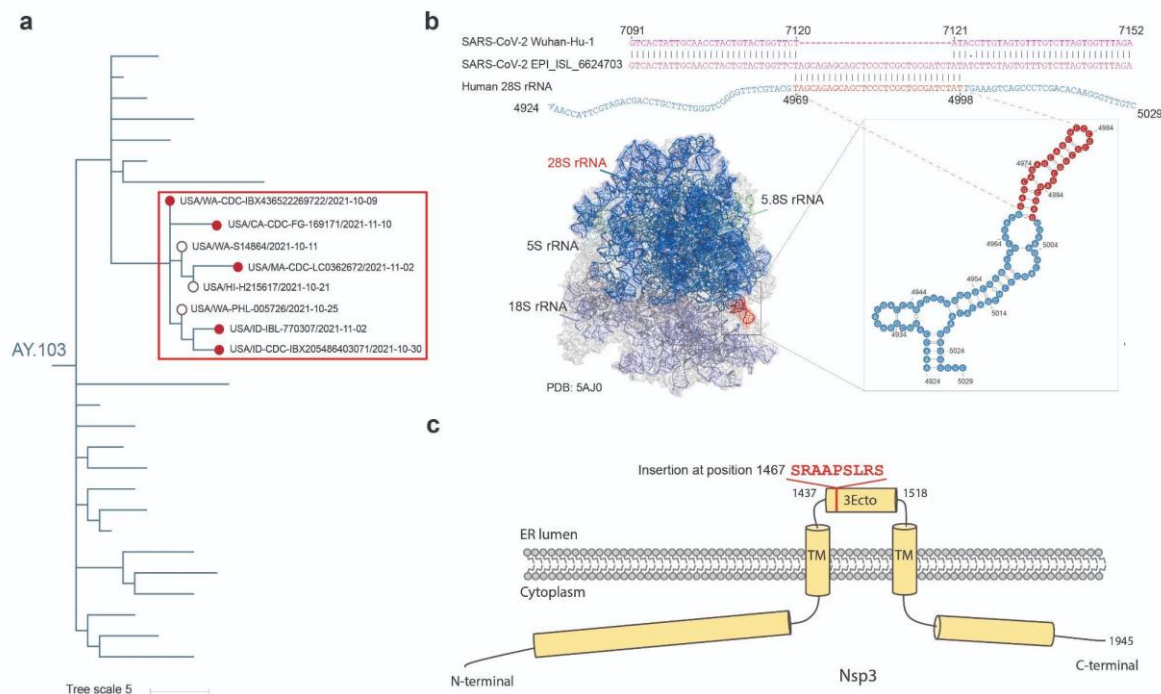 a
AY.103
USA/WA-CDC-IBX436522269722/2021-10-09
USA/CA-CDC-FG-169171/2021-11-10
USA/WA-S14864/2021-10-11
USA/MA-CDC-LC0362672/2021-11-02
USA/HI-H215617/2021-10-21
USA/WA-PHL-005726/2021-10-25
USA/ID-IBL-770307/2021-11-02
USA/ID-CDC-IBX205486403071/2021-10-30
Tree scale 5
b
7091 7120 7121 7152
SARS-CoV-2 Wuhan-Hu-1 GTCACTATTGCAACCTACTGTACTGGTTCT---------------------------ATACCTTGTAGTGTTTGTCTTAGTGGTTTAGA
SARS-CoV-2 EPI_ISL_6624703 GTCACTATTGCAACCTACTGTACTGGTTCTAGCAGAGCAGCTCCCTCGCTGCGATCTATACCTTGTAGTGTTTGTCTTAGTGGTTTAGA
Human 28S rRNA TAGCAGAGCAGCTCCCTCGCTGCGATCTAT TGAAAGTCAGCCCTCGACACAAGGGTTTGTC
4924 4969 4998 5029
28S rRNA
5.8S rRNA
5S rRNA
18S rRNA
PDB: 5AJ0
4984
4974
4994
4964
5004
4954
4944
5014
4934
5024
4924
5029
c
Insertion at position 1467 SRAAPSLRS
1437 3Ecto 1518
ER lumen
TM TM
Cytoplasm
1945
N-terminal
Nsp3
C-terminal